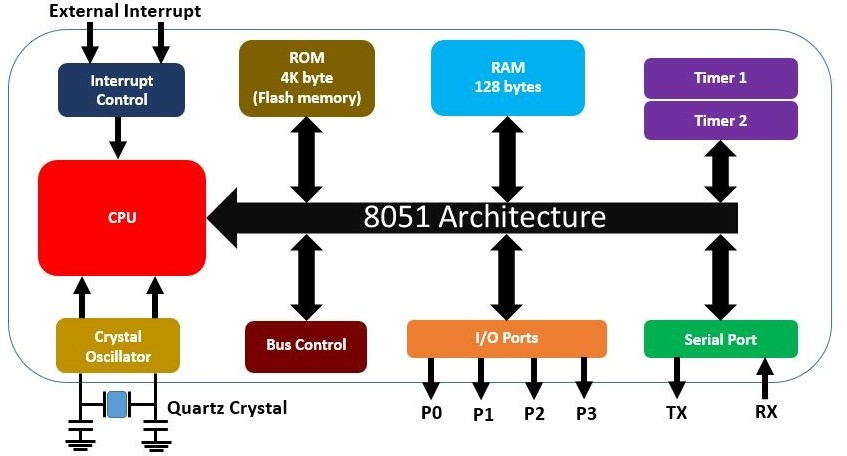 External Interrupt
Interrupt
Control
ROM
4K byte
(Flash memory)
RAM
128 bytes
Timer 1
Timer 2
CPU
8051 Architecture
Crystal
Oscillator
Bus Control
I/O Ports
Serial Port
Quartz Crystal
P0
P1
P2
P3
TX
RX